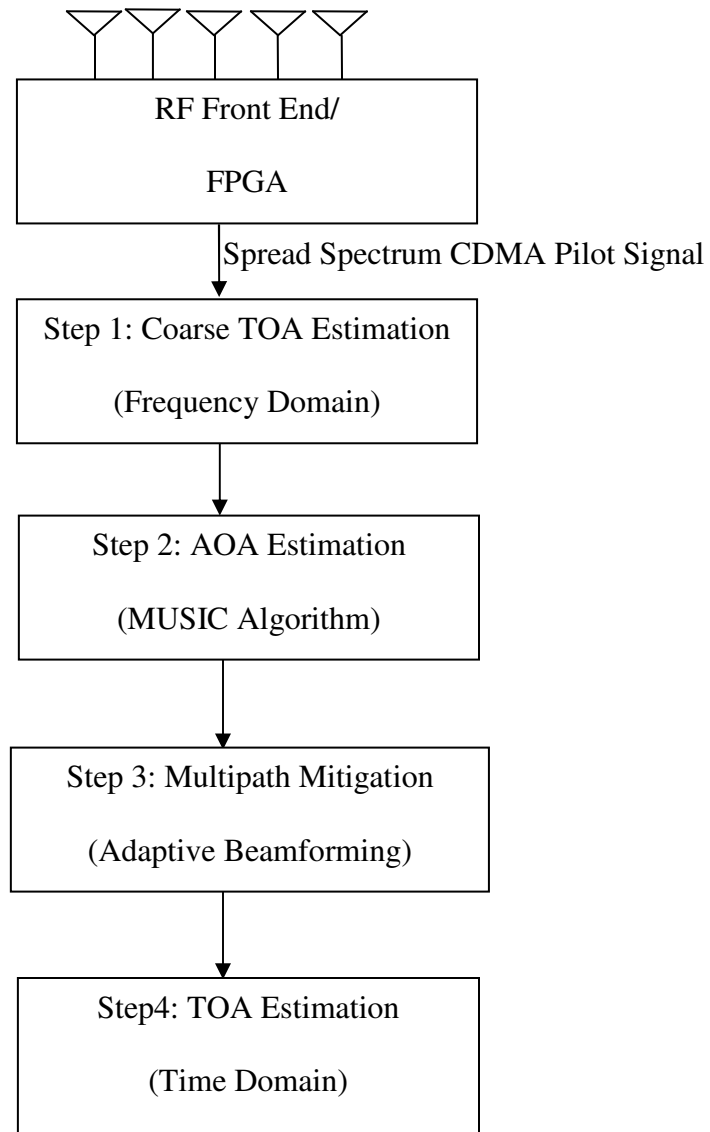 RF Front End/
FPGA
Spread Spectrum CDMA Pilot Signal
Step 1: Coarse TOA Estimation
(Frequency Domain)
Step 2: AOA Estimation
(MUSIC Algorithm)
Step 3: Multipath Mitigation
(Adaptive Beamforming)
Step4: TOA Estimation
(Time Domain)